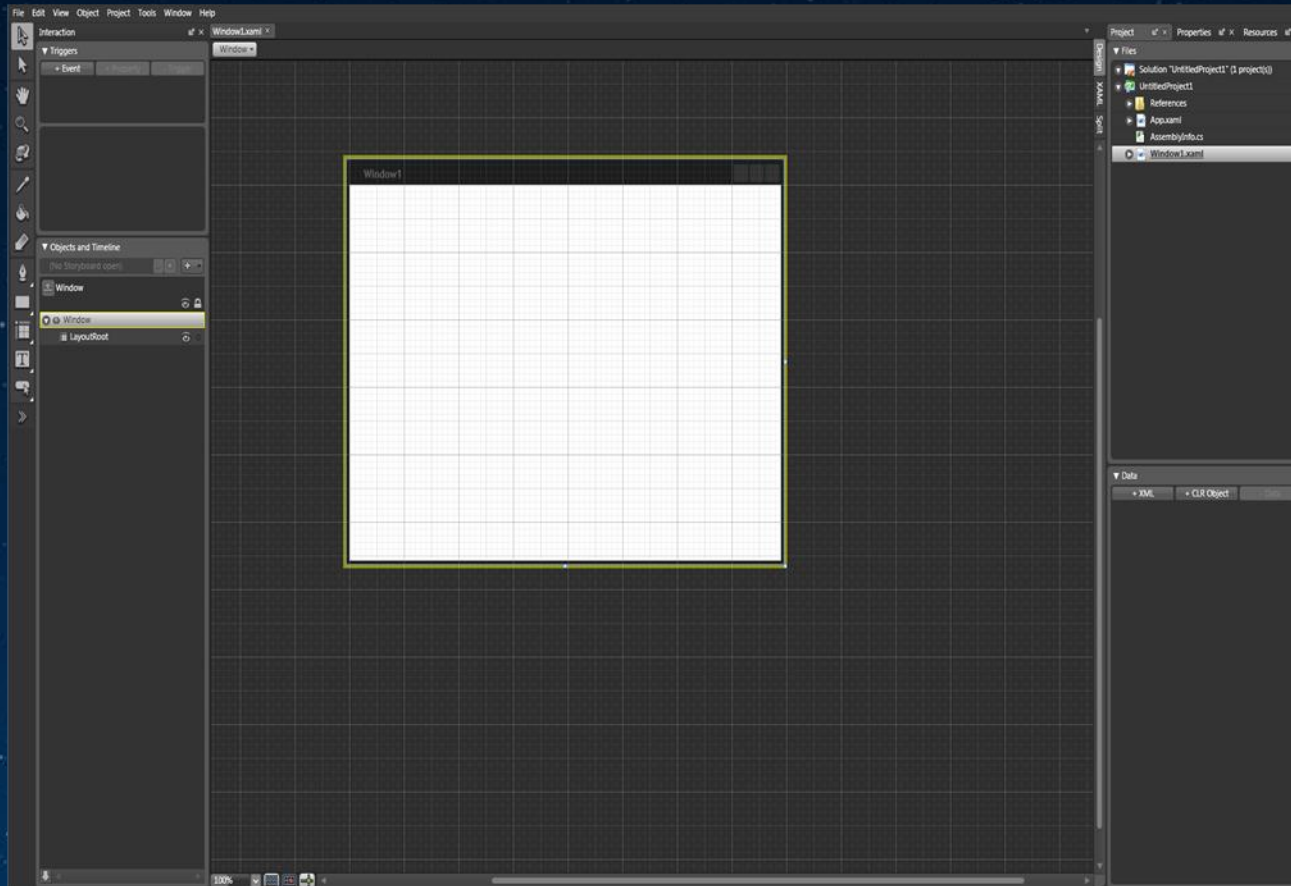 File Edit View Object Project Tools Window Help
Interaction
Triggers
+ Event + Property + Trigger
Objects and Timeline
(No Storyboard open)
Window
Window
LayoutRoot
Window1.xaml
Window
Window1
100%
Design
XAML
Split
Project Properties Resources
Files
Solution "UntitledProject1" (1 project(s))
UntitledProject1
References
App.xaml
AssemblyInfo.cs
Window1.xaml
Data
+ XML + CLR Object